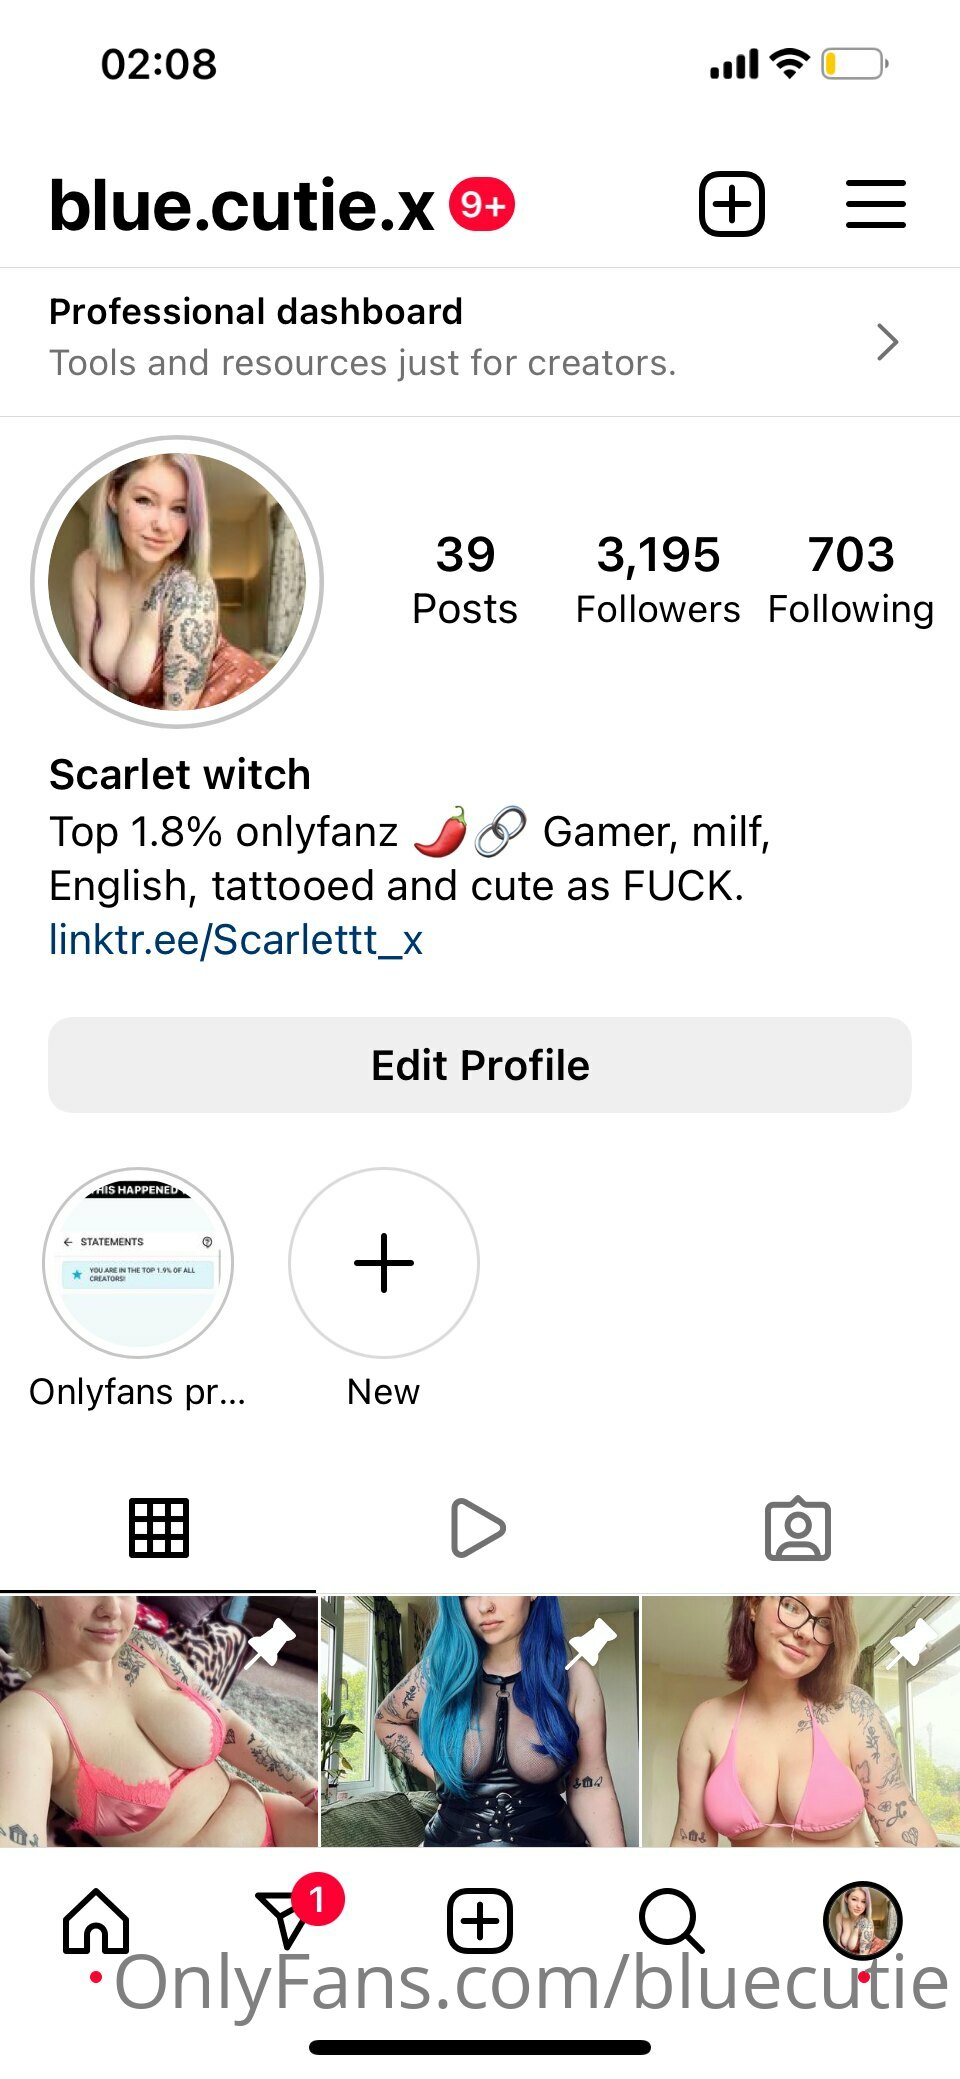 02:08
blue.cutie.x 9+
Professional dashboard
Tools and resources just for creators.
39 3,195 703
Posts Followers Following
Scarlet witch
Top 1.8% onlyfanz 🌶️🔗 Gamer, milf,
English, tattooed and cute as FUCK.
linktr.ee/Scarlettt_x
Edit Profile
THIS HAPPENED
← STATEMENTS
YOU ARE IN THE TOP 1.9% OF ALL
CREATORS!
Onlyfans pr... New
1
OnlyFans.com/bluecutie